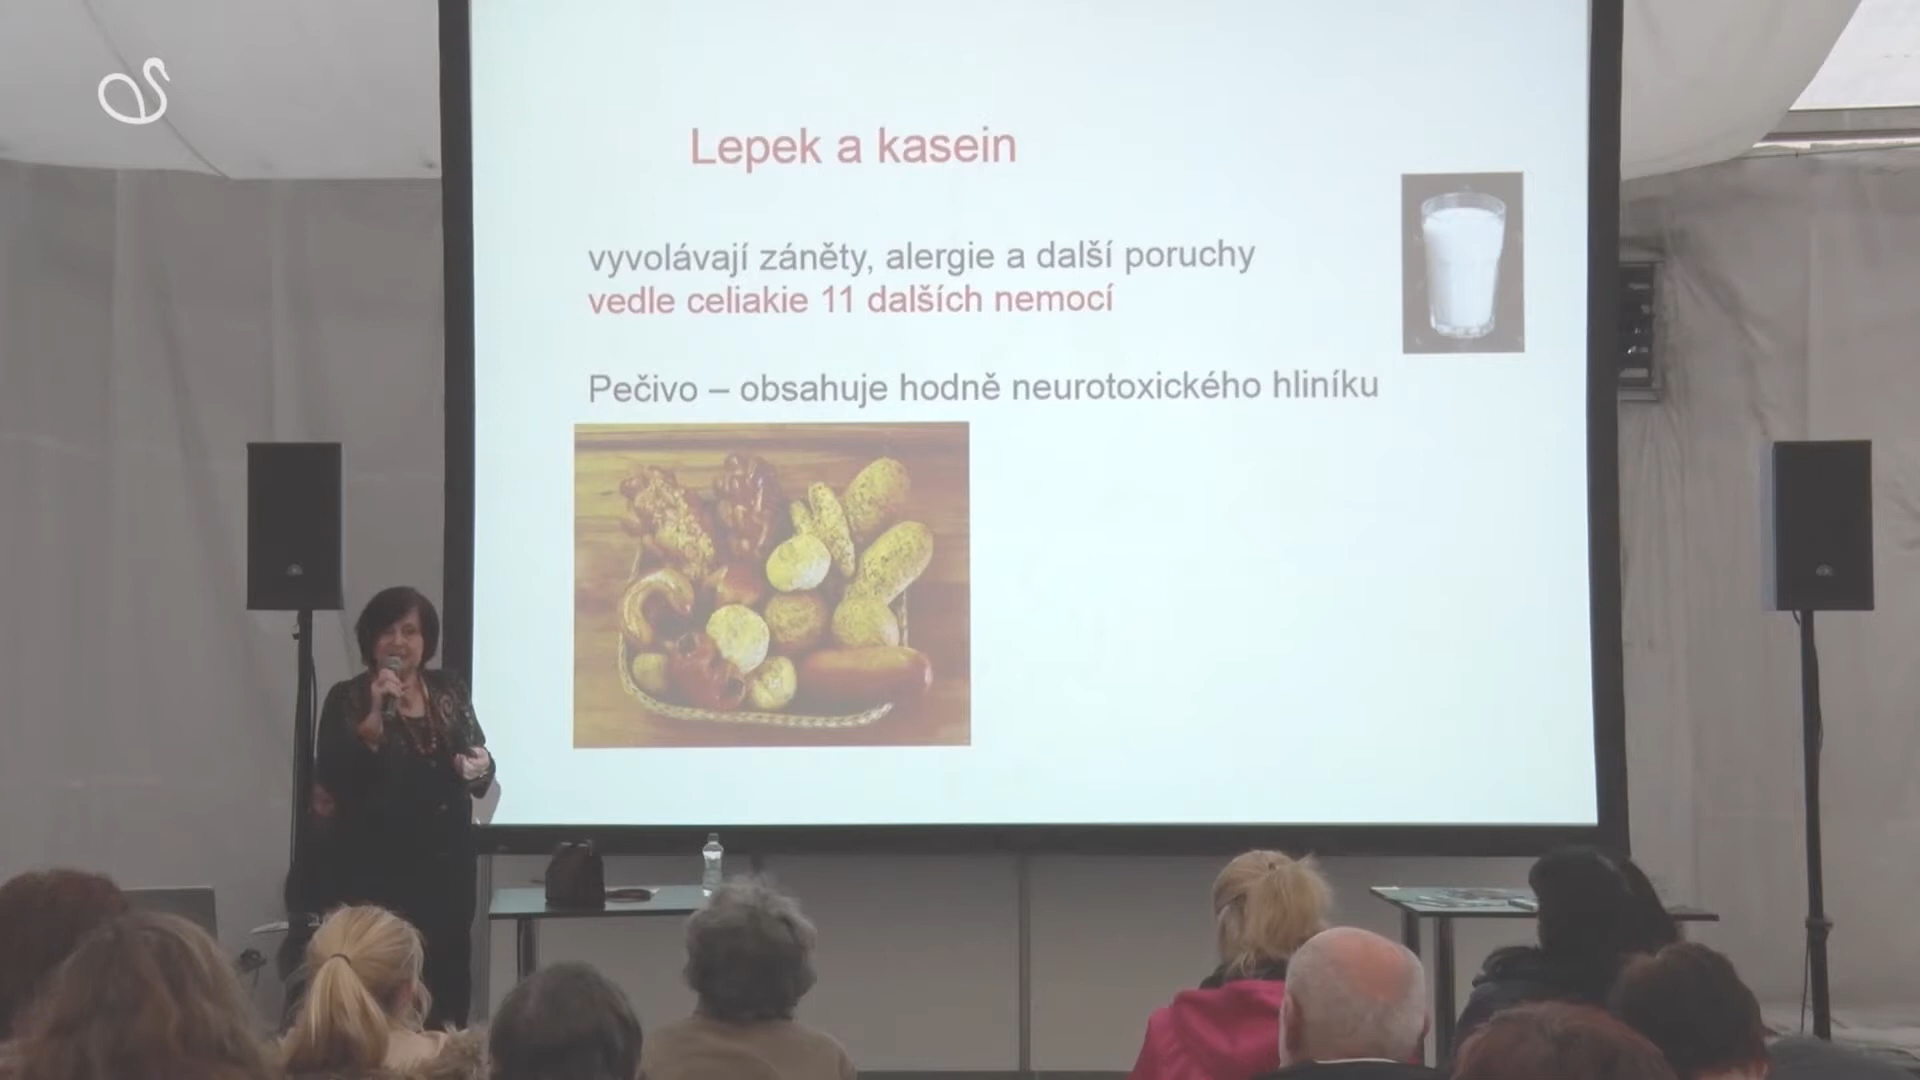 Lepek a kasein
vyvolávají záněty, alergie a další poruchy
vedle celiakie 11 dalších nemocí
Pečivo – obsahuje hodně neurotoxického hliníku